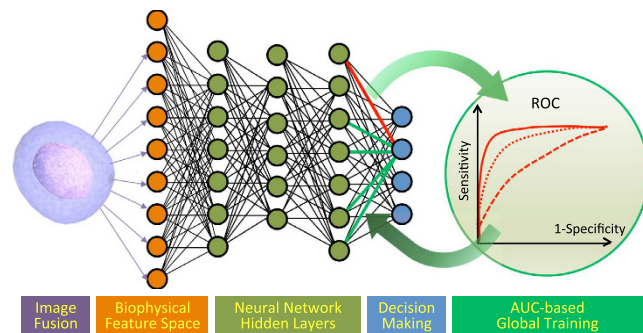 ROC
Sensitivity
1-Specificity
Image
Fusion
Biophysical
Feature Space
Neural Network
Hidden Layers
Decision
Making
AUC-based
Global Training